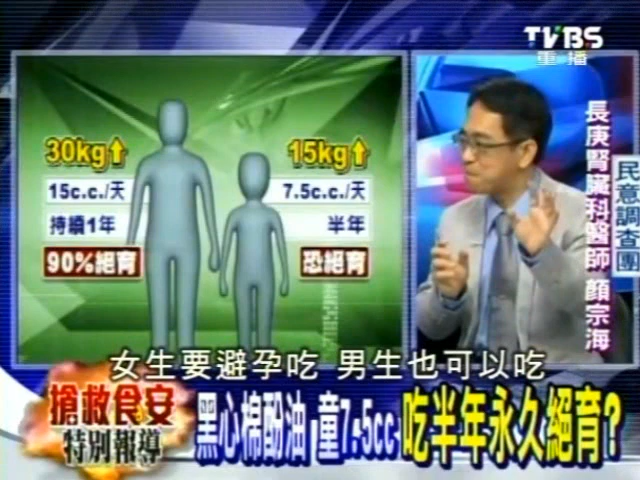 TVBS
重播
30kg↑
15c.c./天
持續1年
90%絕育
15kg↑
7.5c.c./天
半年
恐絕育
長庚腎臟科醫師 顏宗海
民意調查團
女生要避孕吃 男生也可以吃
搶救食安
特別報導
黑心棉酚油 童7.5cc吃半年永久絕育?